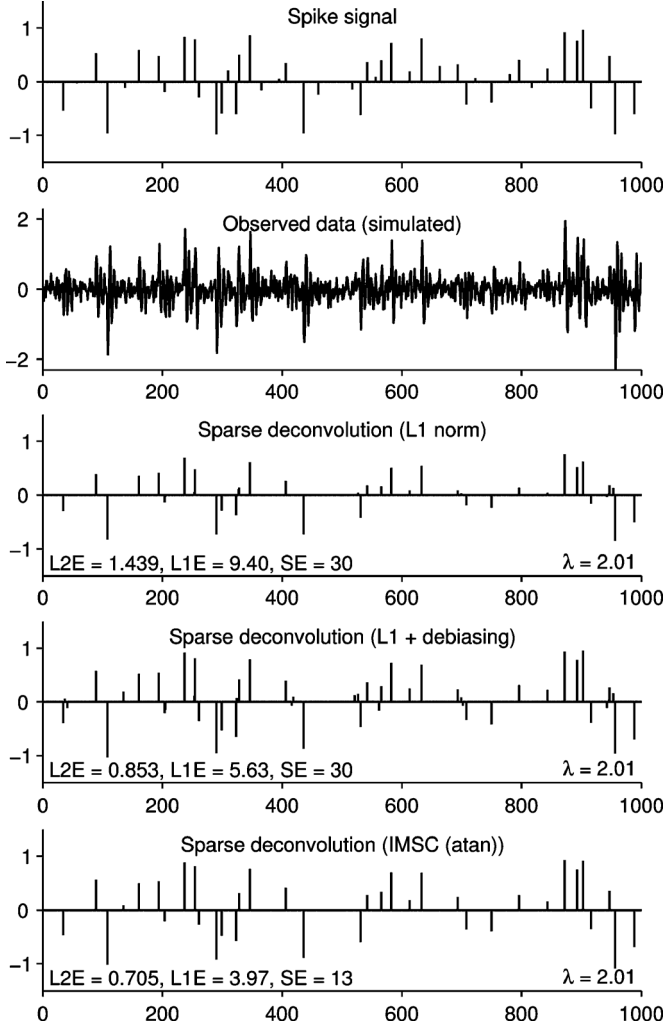 Spike signal
1
0
−1
0 200 400 600 800 1000
Observed data (simulated)
2
0
−2
0 200 400 600 800 1000
Sparse deconvolution (L1 norm)
1
0
−1
L2E = 1.439, L1E = 9.40, SE = 30 λ = 2.01
0 200 400 600 800 1000
Sparse deconvolution (L1 + debiasing)
1
0
−1
L2E = 0.853, L1E = 5.63, SE = 30 λ = 2.01
0 200 400 600 800 1000
Sparse deconvolution (IMSC (atan))
1
0
−1
L2E = 0.705, L1E = 3.97, SE = 13 λ = 2.01
0 200 400 600 800 1000